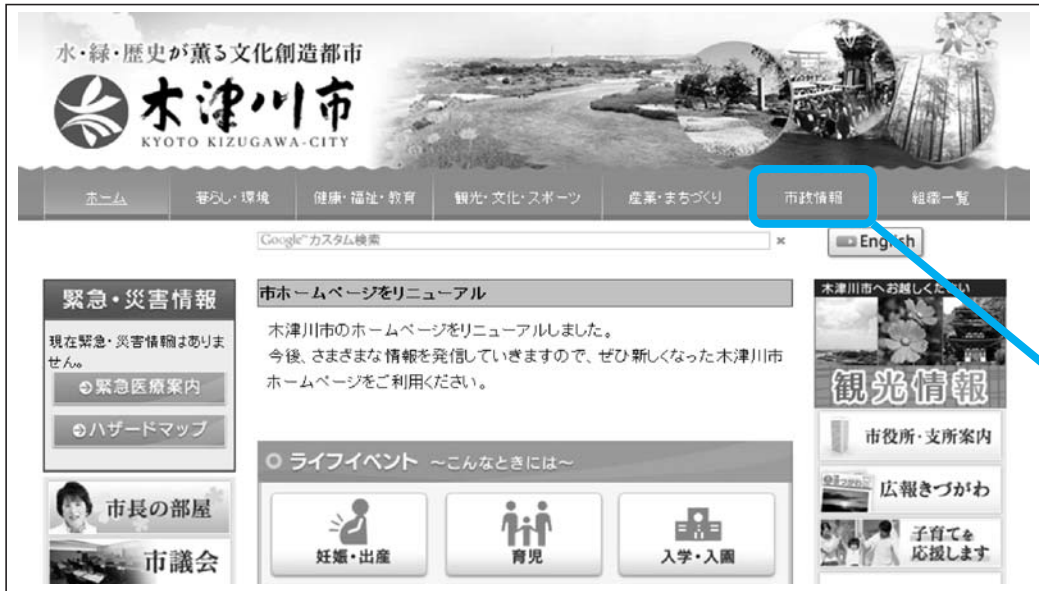 水・緑・歴史が薫る文化創造都市
木津川市
KYOTO KIZUGAWA-CITY
ホーム
暮らし・環境
健康・福祉・教育
観光・文化・スポーツ
産業・まちづくり
市政情報
組織一覧
Google™カスタム検索
×
English
緊急・災害情報
現在緊急・災害情報はありま
せん。
緊急医療案内
ハザードマップ
市長の部屋
市議会
市ホームページをリニューアル
木津川市のホームページをリニューアルしました。
今後、さまざまな情報を発信していきますので、ぜひ新しくなった木津川市
ホームページをご利用ください。
ライフイベント ~こんなときには~
妊娠・出産
育児
入学・入園
木津川市へお越しください
観光情報
市役所・支所案内
広報きづがわ
子育てを
応援します